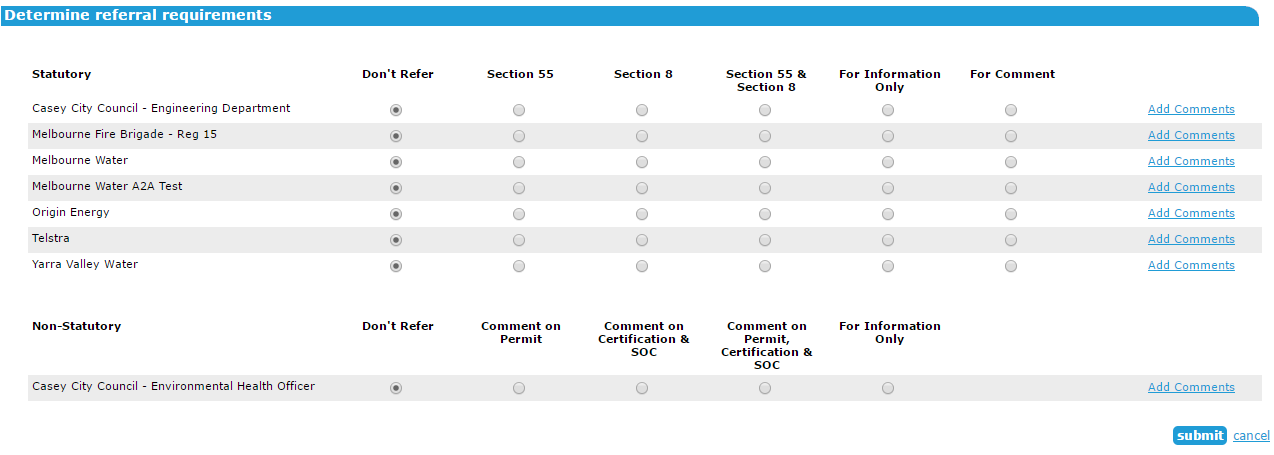 Determine referral requirements
Statutory Don't Refer Section 55 Section 8 Section 55 & Section 8 For Information Only For Comment
Casey City Council - Engineering Department Add Comments
Melbourne Fire Brigade - Reg 15 Add Comments
Melbourne Water Add Comments
Melbourne Water A2A Test Add Comments
Origin Energy Add Comments
Telstra Add Comments
Yarra Valley Water Add Comments
Non-Statutory Don't Refer Comment on Permit Comment on Certification & SOC Comment on Permit, Certification & SOC For Information Only
Casey City Council - Environmental Health Officer Add Comments
submit cancel